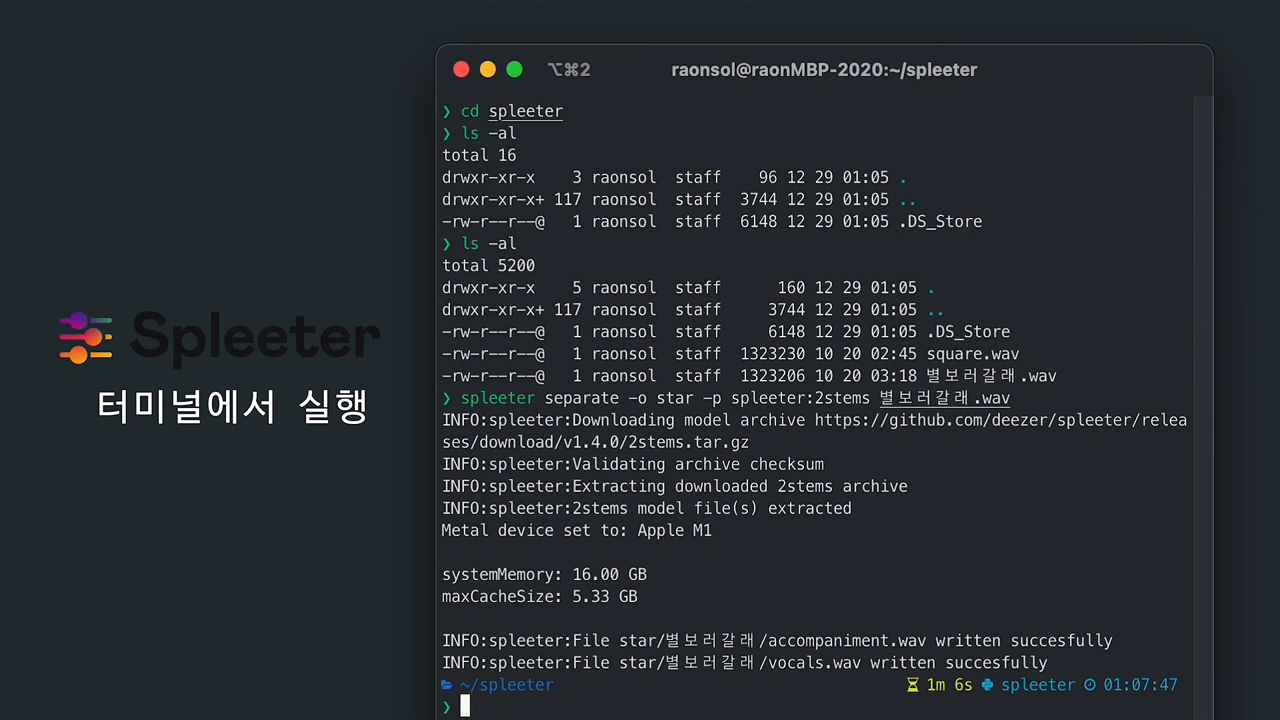 Spleeter
터미널에서 실행
⌥⌘2 raonsol@raonMBP-2020:~/spleeter
❯ cd spleeter
❯ ls -al
total 16
drwxr-xr-x    3 raonsol  staff    96 12 29 01:05 .
drwxr-xr-x+ 117 raonsol  staff  3744 12 29 01:05 ..
-rw-r--r--@   1 raonsol  staff  6148 12 29 01:05 .DS_Store
❯ ls -al
total 5200
drwxr-xr-x    5 raonsol  staff      160 12 29 01:05 .
drwxr-xr-x+ 117 raonsol  staff     3744 12 29 01:05 ..
-rw-r--r--@   1 raonsol  staff     6148 12 29 01:05 .DS_Store
-rw-r--r--@   1 raonsol  staff  1323230 10 20 02:45 square.wav
-rw-r--r--@   1 raonsol  staff  1323206 10 20 03:18 별보러갈래.wav
❯ spleeter separate -o star -p spleeter:2stems 별보러갈래.wav
INFO:spleeter:Downloading model archive https://github.com/deezer/spleeter/relea
ses/download/v1.4.0/2stems.tar.gz
INFO:spleeter:Validating archive checksum
INFO:spleeter:Extracting downloaded 2stems archive
INFO:spleeter:2stems model file(s) extracted
Metal device set to: Apple M1
systemMemory: 16.00 GB
maxCacheSize: 5.33 GB
INFO:spleeter:File star/별보러갈래/accompaniment.wav written succesfully
INFO:spleeter:File star/별보러갈래/vocals.wav written succesfully
~/spleeter 1m 6s spleeter 01:07:47
❯